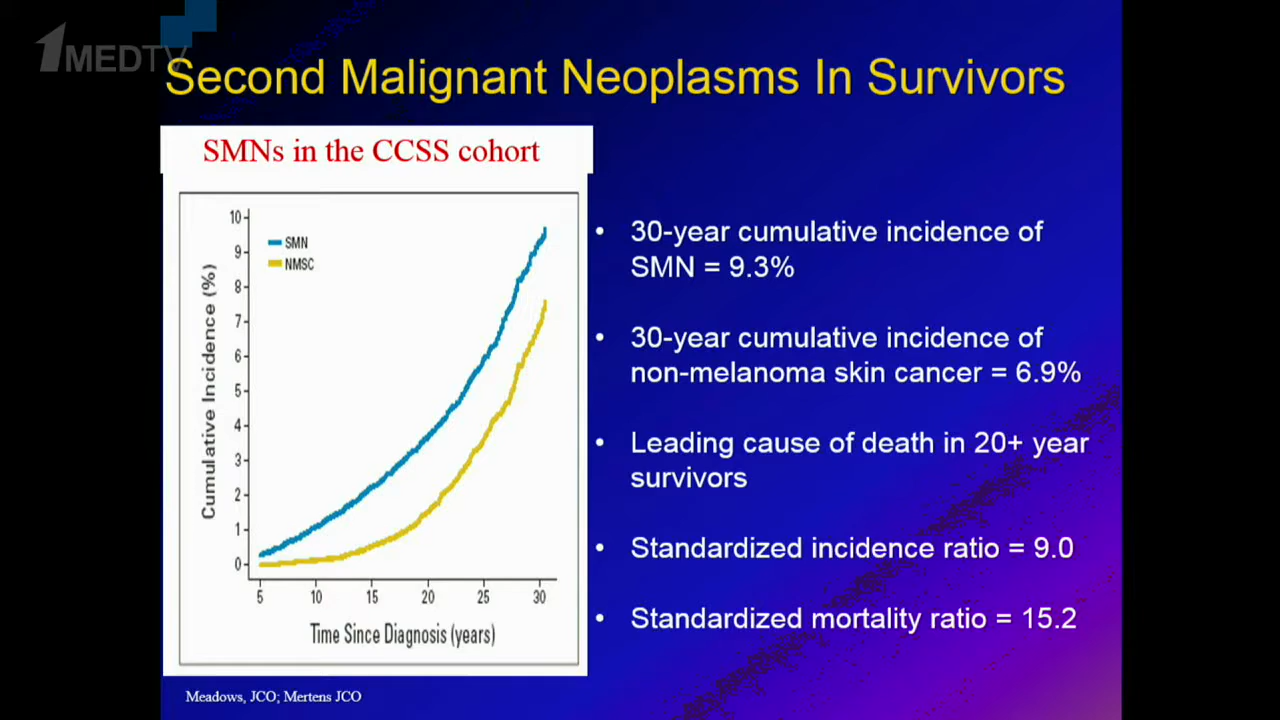 1MEDTV
Second Malignant Neoplasms In Survivors
SMNs in the CCSS cohort
SMN
NMSC
Cumulative Incidence (%)
10
9
8
7
6
5
4
3
2
1
0
5 10 15 20 25 30
Time Since Diagnosis (years)
• 30-year cumulative incidence of
SMN = 9.3%
• 30-year cumulative incidence of
non-melanoma skin cancer = 6.9%
• Leading cause of death in 20+ year
survivors
• Standardized incidence ratio = 9.0
• Standardized mortality ratio = 15.2
Meadows, JCO; Mertens JCO